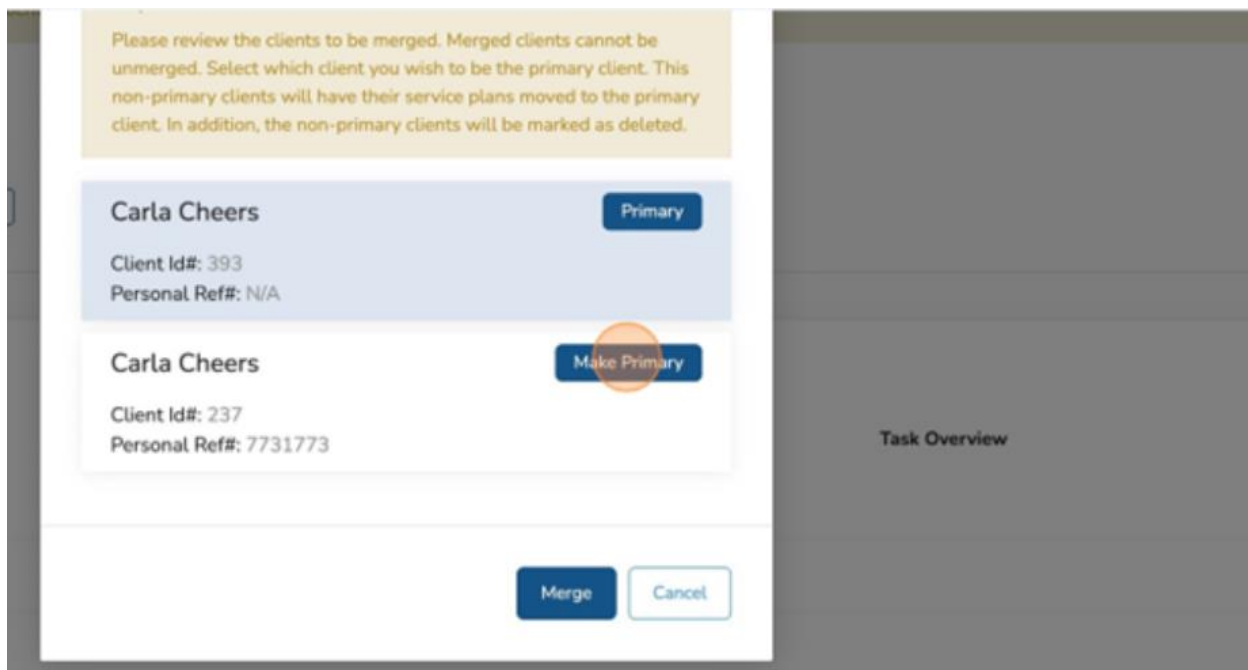 Please review the clients to be merged. Merged clients cannot be
unmerged. Select which client you wish to be the primary client. This
non-primary clients will have their service plans moved to the primary
client. In addition, the non-primary clients will be marked as deleted.
Carla Cheers
Primary
Client Id#: 393
Personal Ref#: N/A
Carla Cheers
Make Primary
Client Id#: 237
Personal Ref#: 7731773
Task Overview
Merge
Cancel